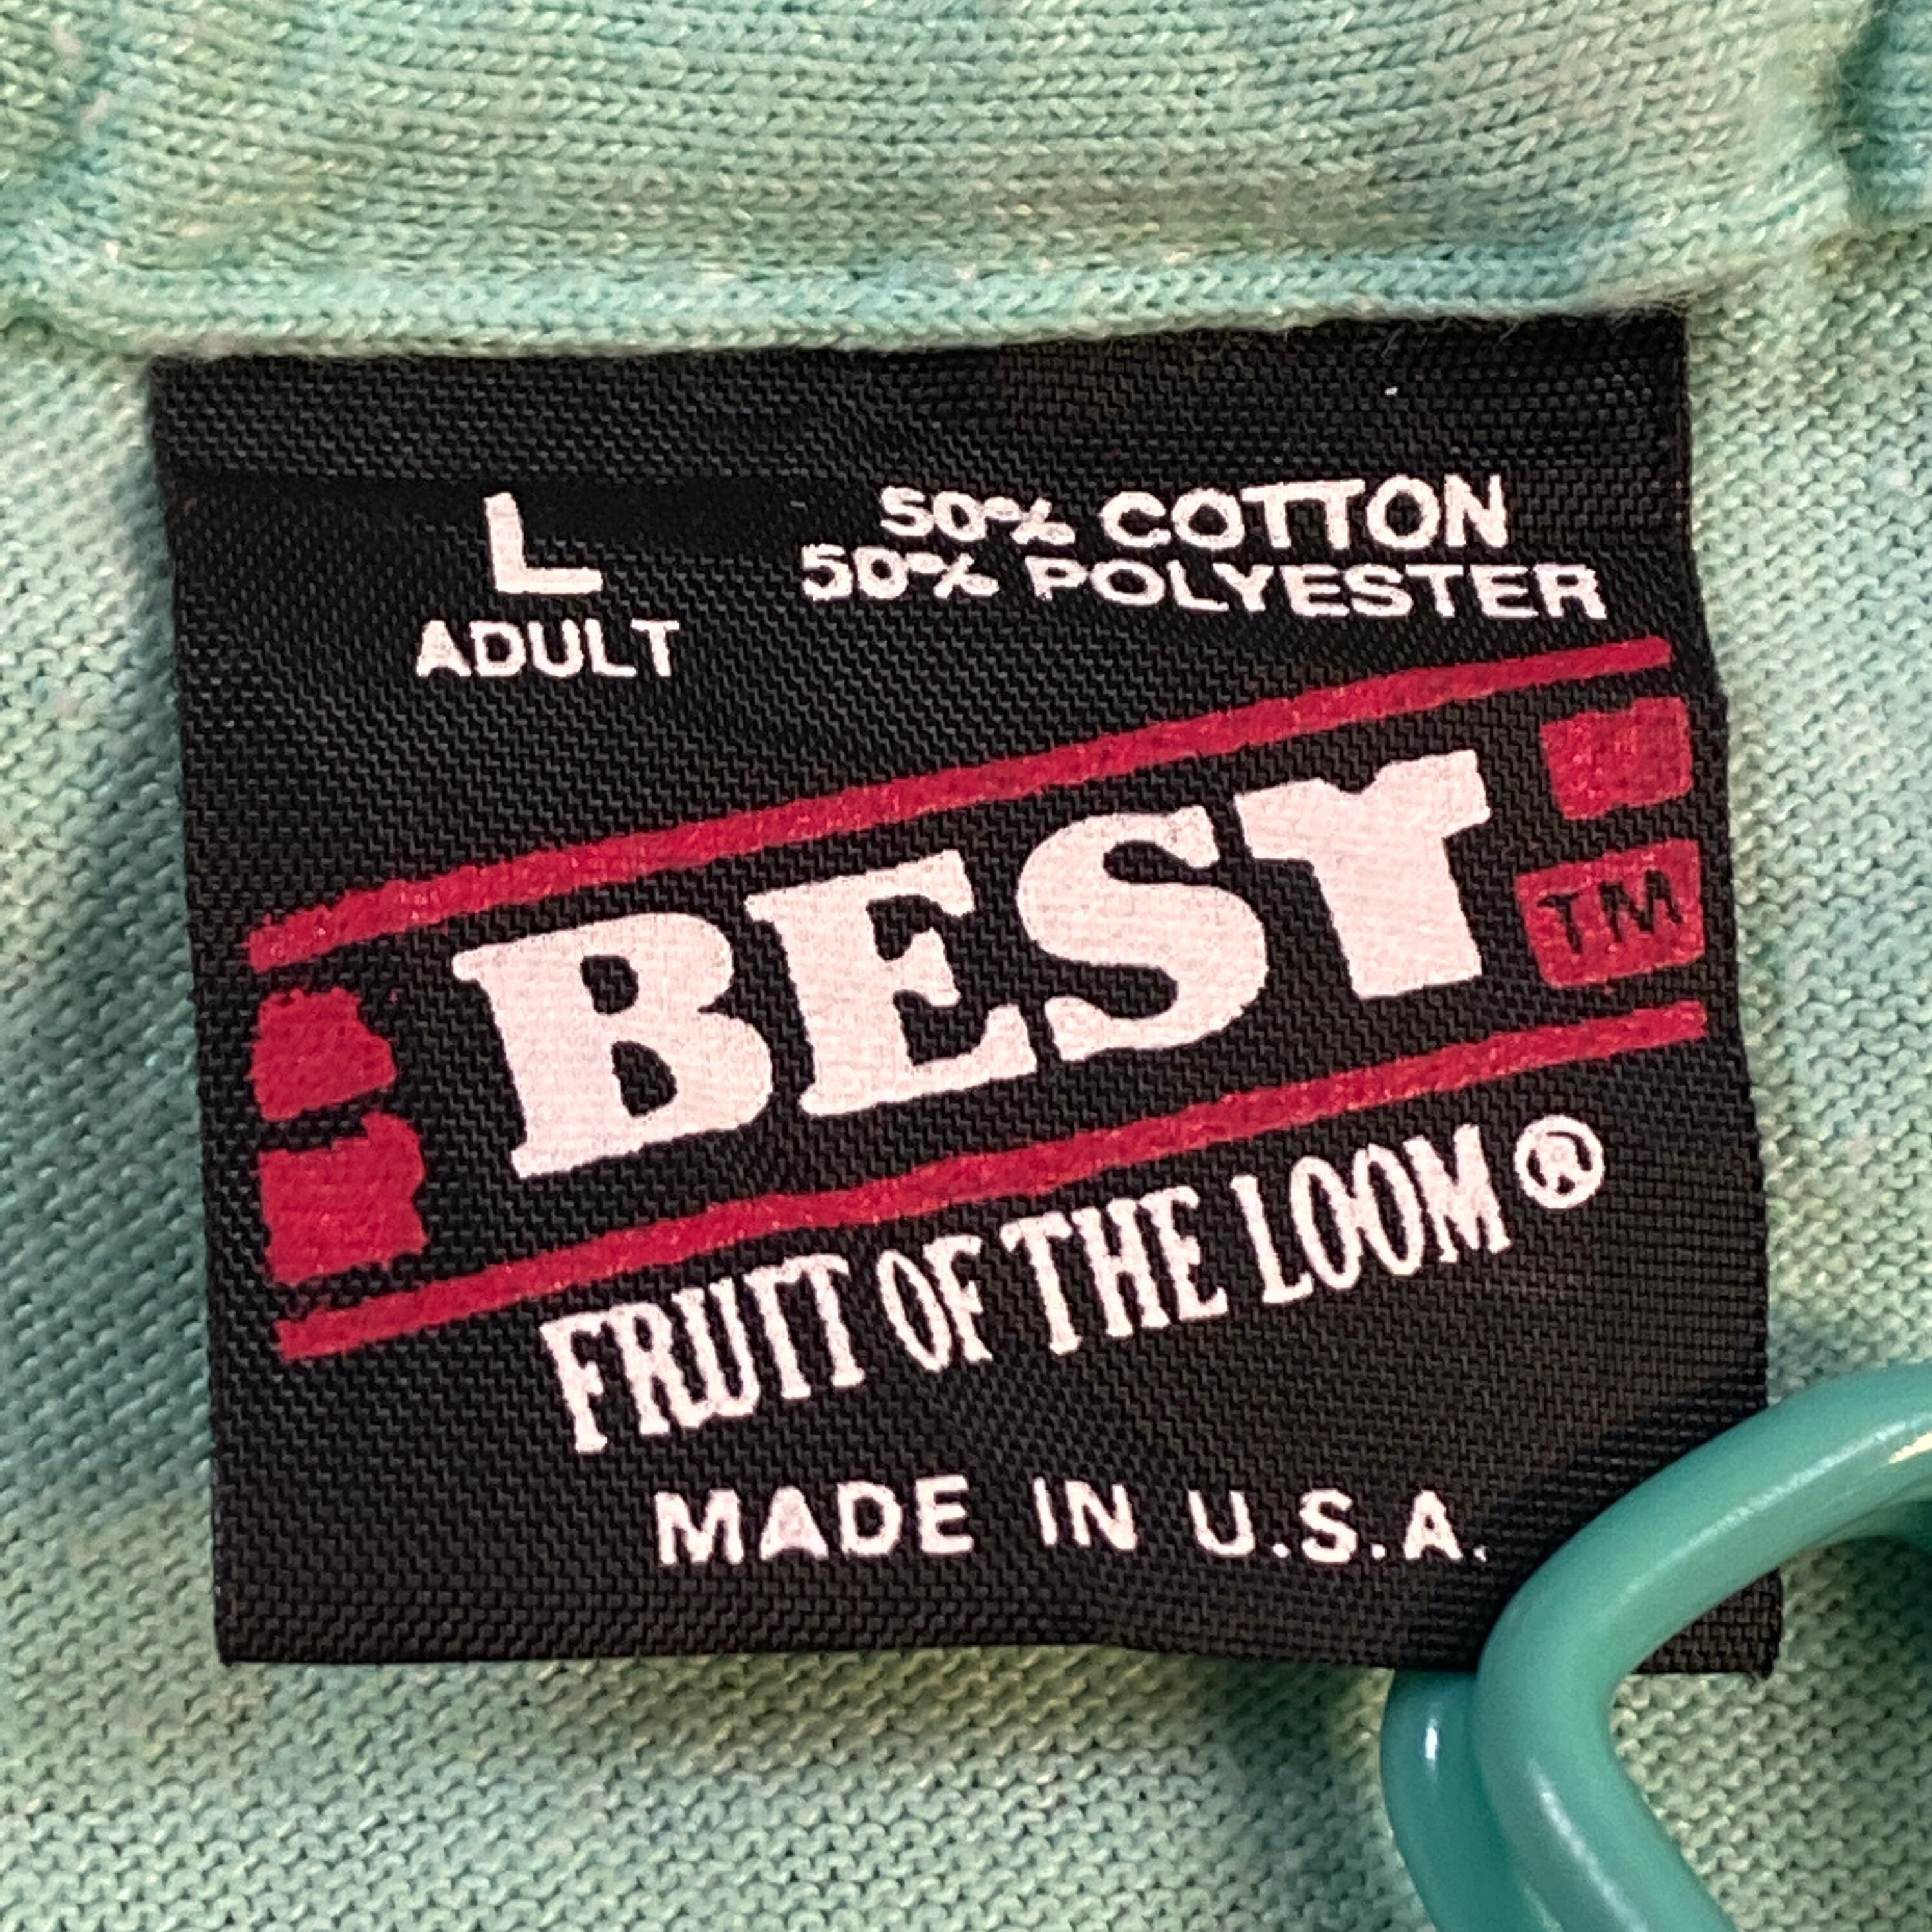 L
ADULT
50% COTTON
50% POLYESTER
BEST
TM
FRUIT OF THE LOOM®
MADE IN U.S.A.